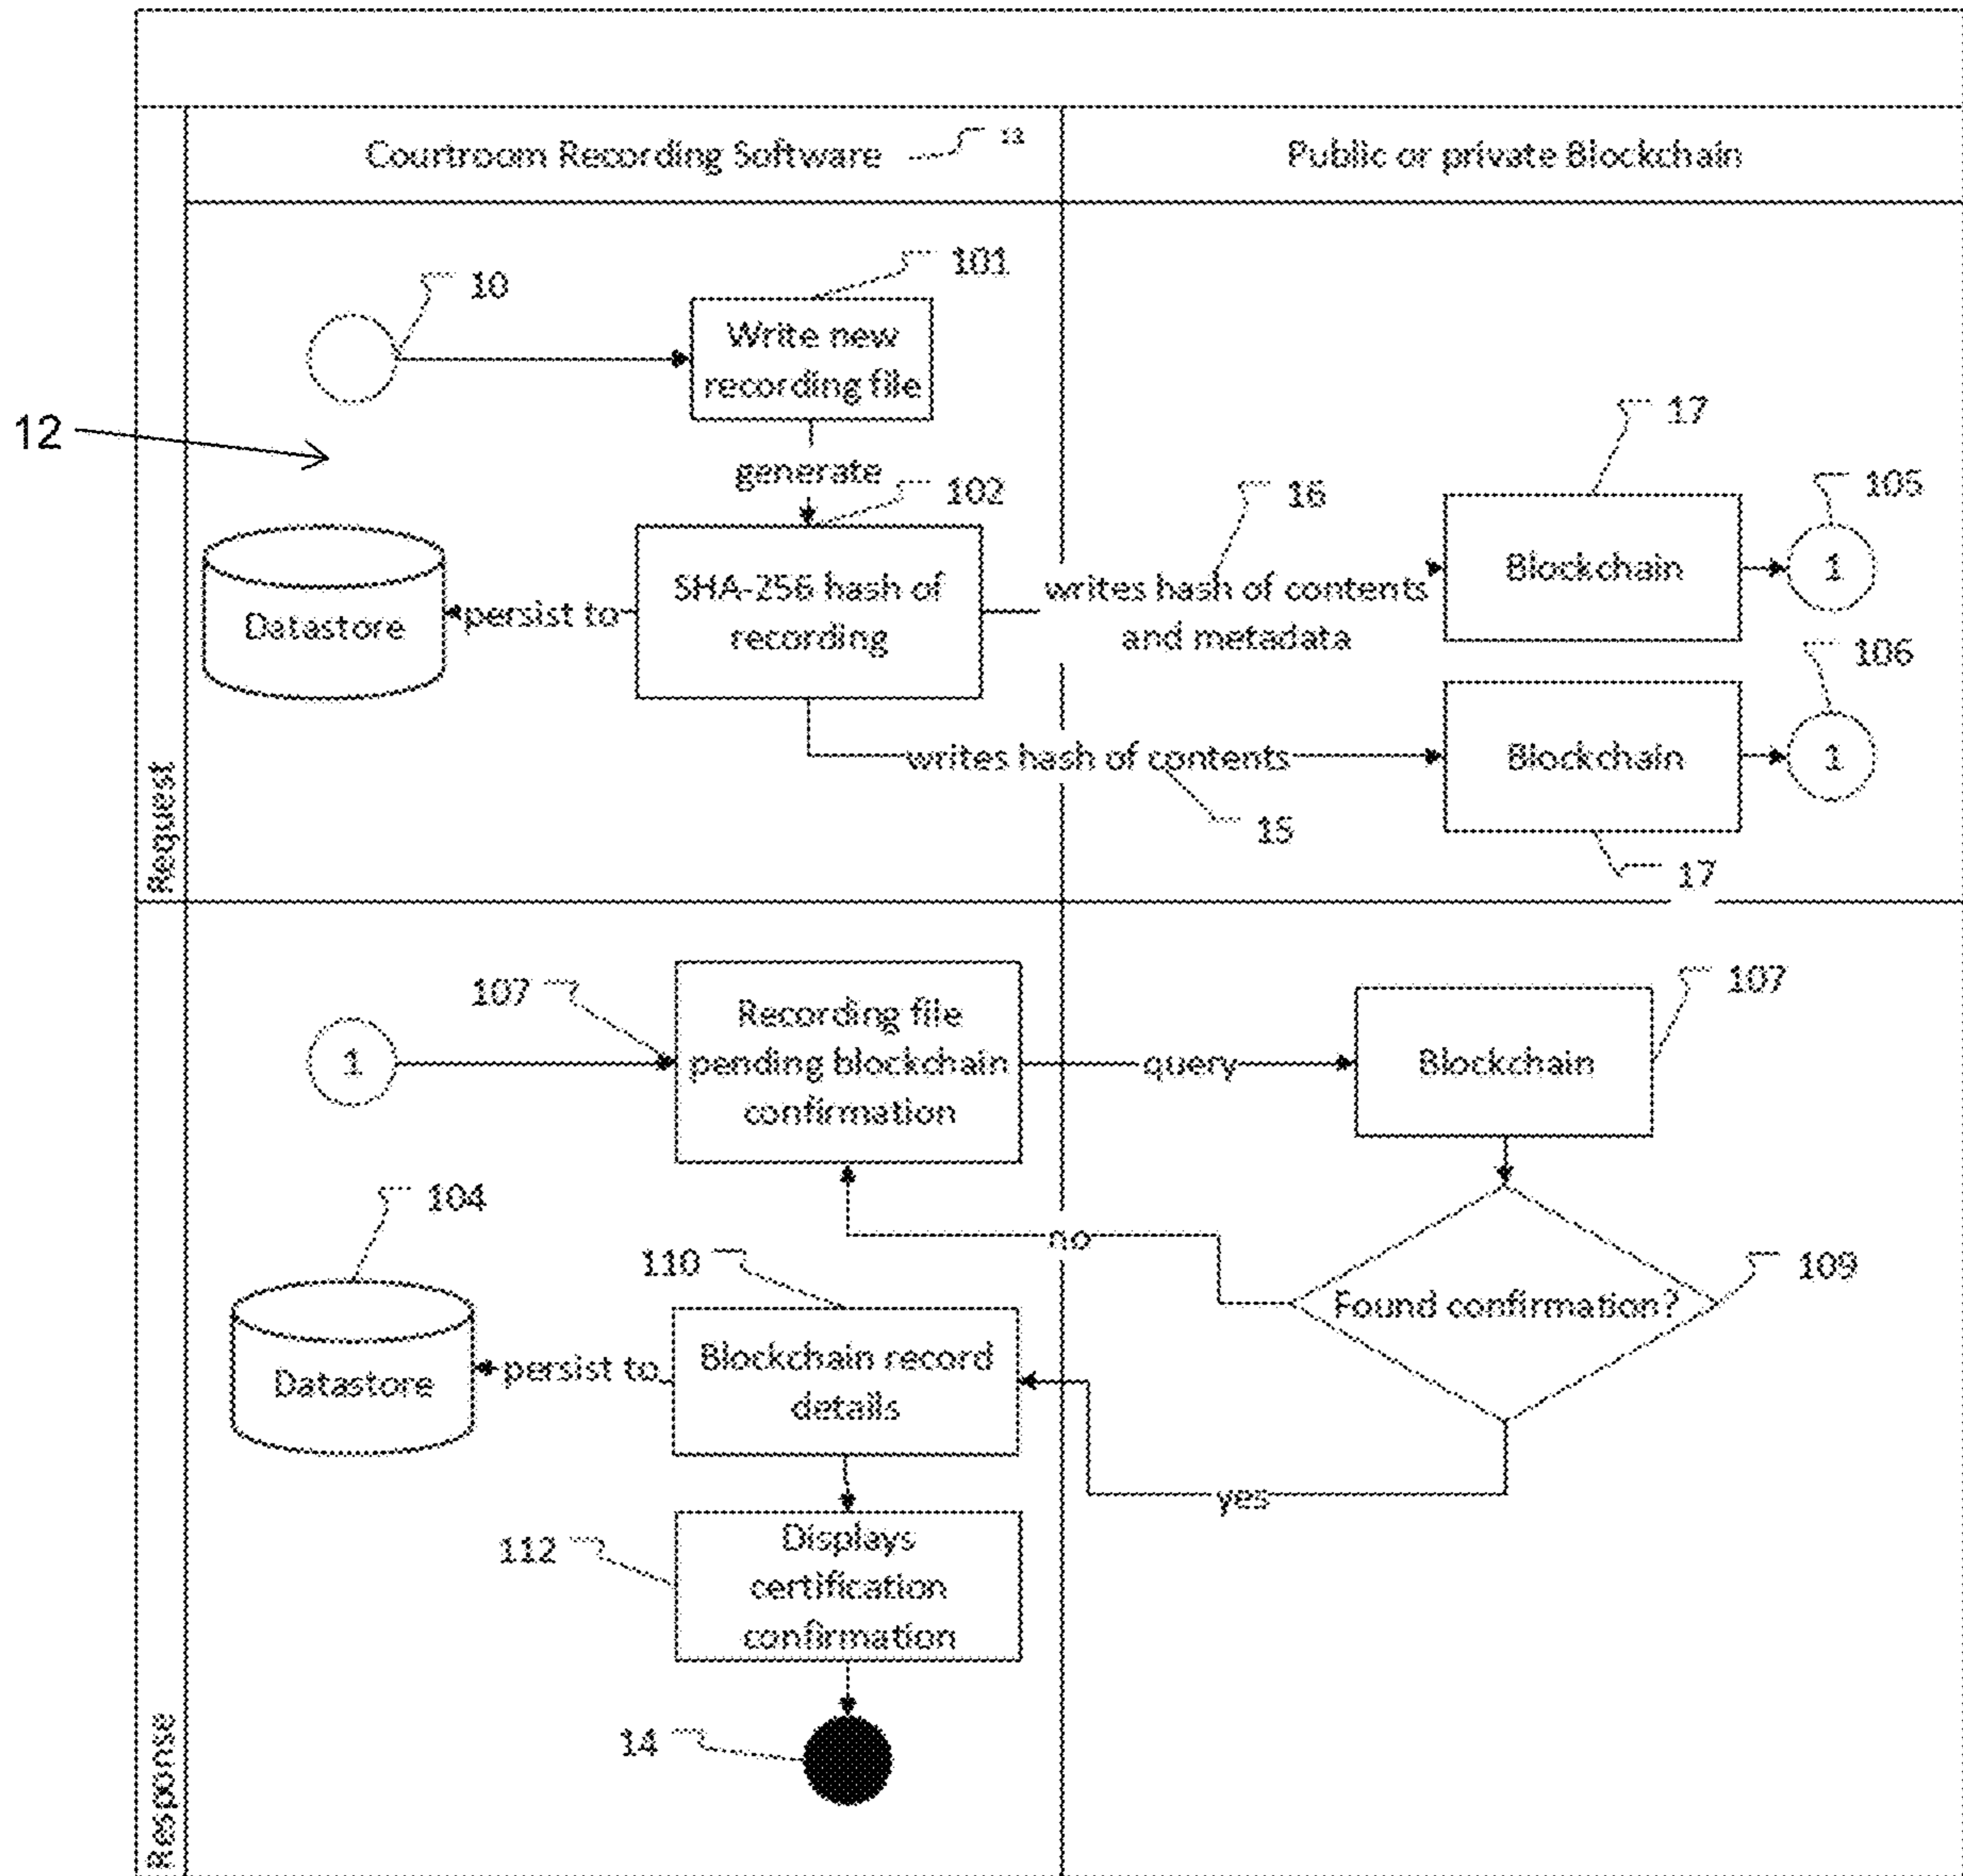 Courtroom Recording Software
Public or private Blockchain
10
101
Write new
recording file
12
generate
102
16
17
105
Datastore
persist to
SHA-256 hash of
recording
writes hash of contents
and metadata
Blockchain
1
106
writes hash of contents
Blockchain
1
15
17
Request
107
1
Recording file
pending blockchain
confirmation
query
Blockchain
107
no
104
110
Found confirmation?
109
Datastore
persist to
Blockchain record
details
yes
112
Displays
certification
confirmation
14
Response